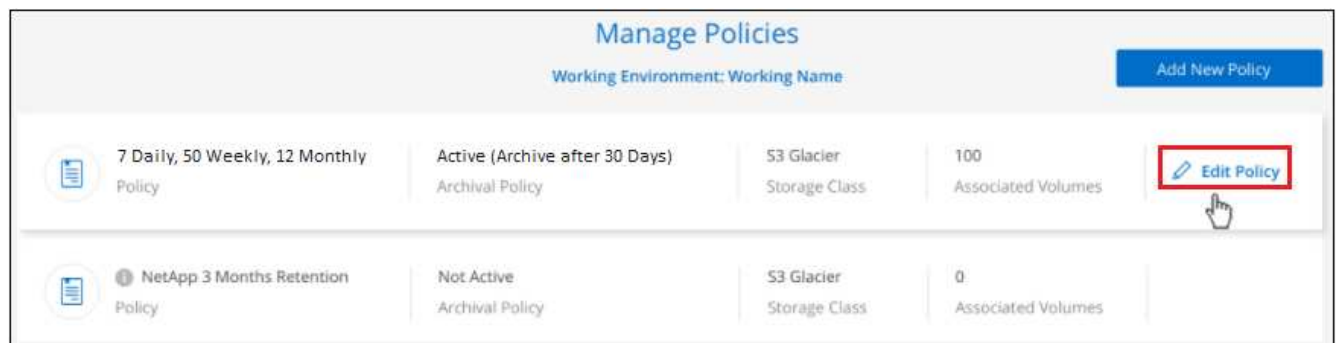 Manage Policies
Working Environment: Working Name
Add New Policy
7 Daily, 50 Weekly, 12 Monthly
Policy
Active (Archive after 30 Days)
Archival Policy
S3 Glacier
Storage Class
100
Associated Volumes
Edit Policy
NetApp 3 Months Retention
Policy
Not Active
Archival Policy
S3 Glacier
Storage Class
0
Associated Volumes